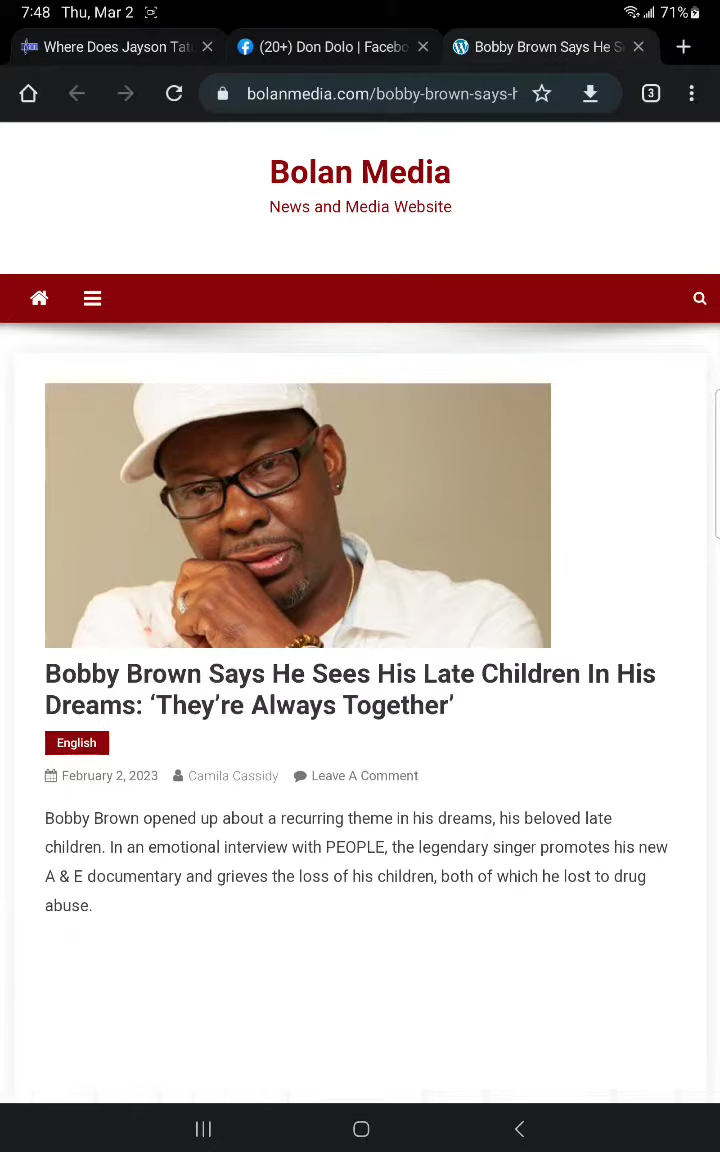 7:48 Thu, Mar 2 71%
Where Does Jayson Tat
(20+) Don Dolo | Facebo
Bobby Brown Says He S
bolanmedia.com/bobby-brown-says-h
3
Bolan Media
News and Media Website
Bobby Brown Says He Sees His Late Children In His
Dreams: ‘They’re Always Together’
English
February 2, 2023 Camila Cassidy Leave A Comment
Bobby Brown opened up about a recurring theme in his dreams, his beloved late
children. In an emotional interview with PEOPLE, the legendary singer promotes his new
A & E documentary and grieves the loss of his children, both of which he lost to drug
abuse.